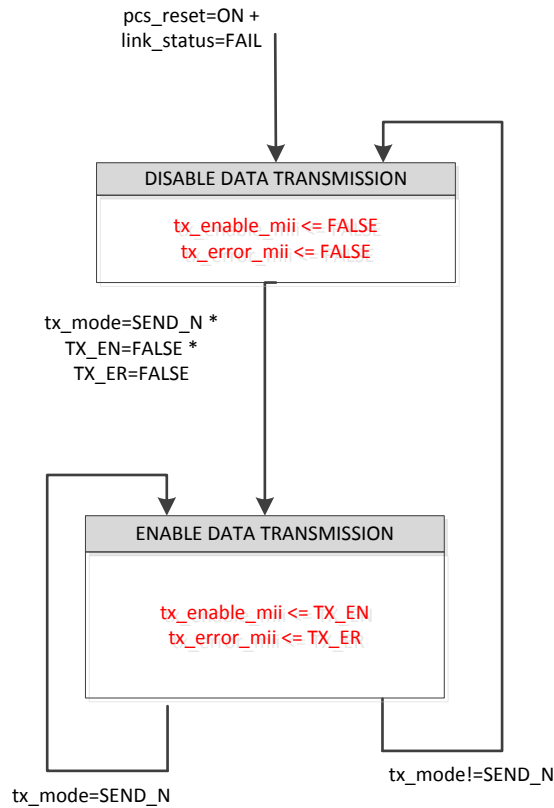 pcs_reset=ON +
link_status=FAIL
DISABLE DATA TRANSMISSION
tx_enable_mii <= FALSE
tx_error_mii <= FALSE
tx_mode=SEND_N *
TX_EN=FALSE *
TX_ER=FALSE
ENABLE DATA TRANSMISSION
tx_enable_mii <= TX_EN
tx_error_mii <= TX_ER
tx_mode!=SEND_N
tx_mode=SEND_N